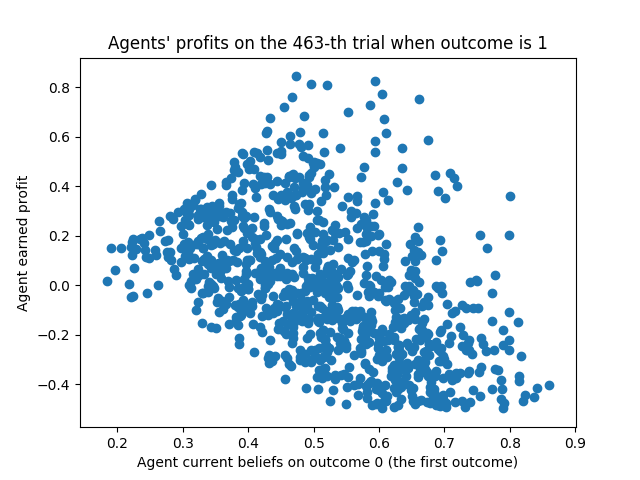 Agents' profits on the 463-th trial when outcome is 1
Agent earned profit
0.8
0.6
0.4
0.2
0.0
−0.2
−0.4
0.2 0.3 0.4 0.5 0.6 0.7 0.8 0.9
Agent current beliefs on outcome 0 (the first outcome)